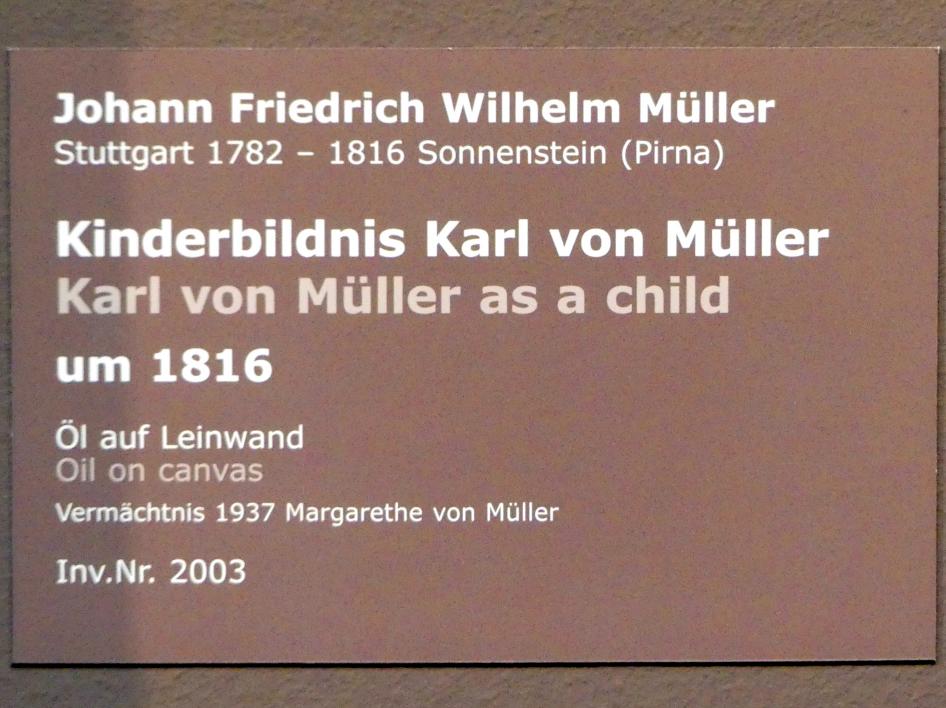 Johann Friedrich Wilhelm Müller
Stuttgart 1782 – 1816 Sonnenstein (Pirna)
Kinderbildnis Karl von Müller
Karl von Müller as a child
um 1816
Öl auf Leinwand
Oil on canvas
Vermächtnis 1937 Margarethe von Müller
Inv.Nr. 2003